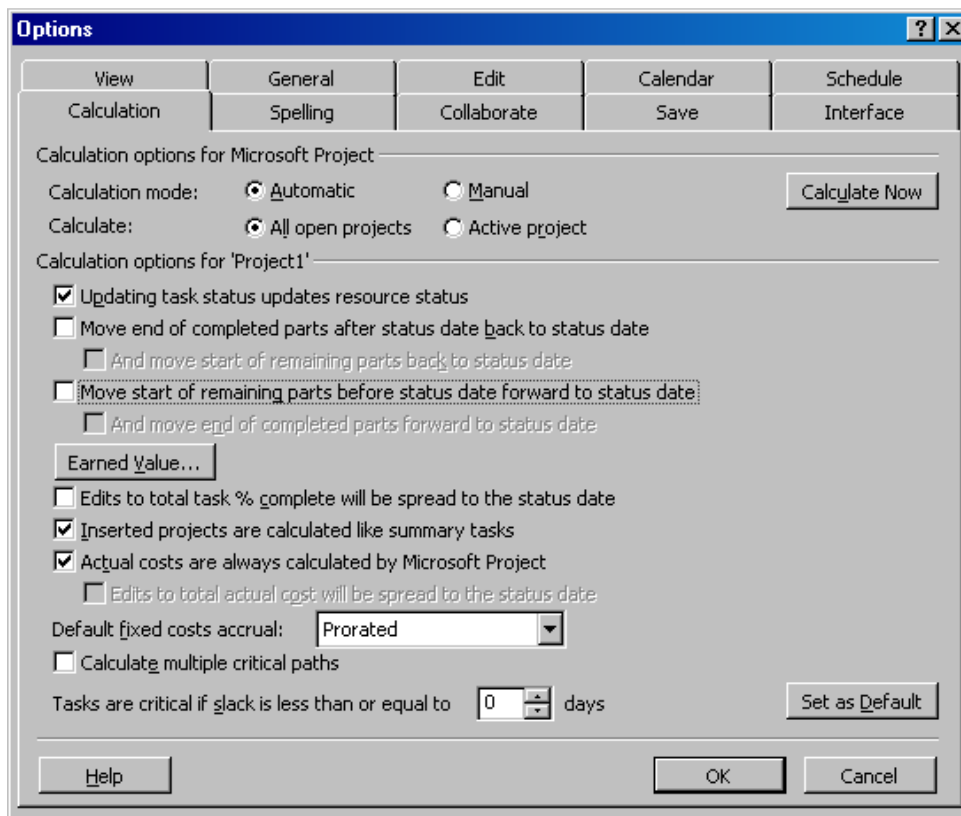 Options
View General Edit Calendar Schedule
Calculation Spelling Collaborate Save Interface
Calculation options for Microsoft Project
Calculation mode: Automatic Manual Calculate Now
Calculate: All open projects Active project
Calculation options for 'Project1'
Updating task status updates resource status
Move end of completed parts after status date back to status date
And move start of remaining parts back to status date
Move start of remaining parts before status date forward to status date
And move end of completed parts forward to status date
Earned Value...
Edits to total task % complete will be spread to the status date
Inserted projects are calculated like summary tasks
Actual costs are always calculated by Microsoft Project
Edits to total actual cost will be spread to the status date
Default fixed costs accrual: Prorated
Calculate multiple critical paths
Tasks are critical if slack is less than or equal to 0 days Set as Default
Help OK Cancel